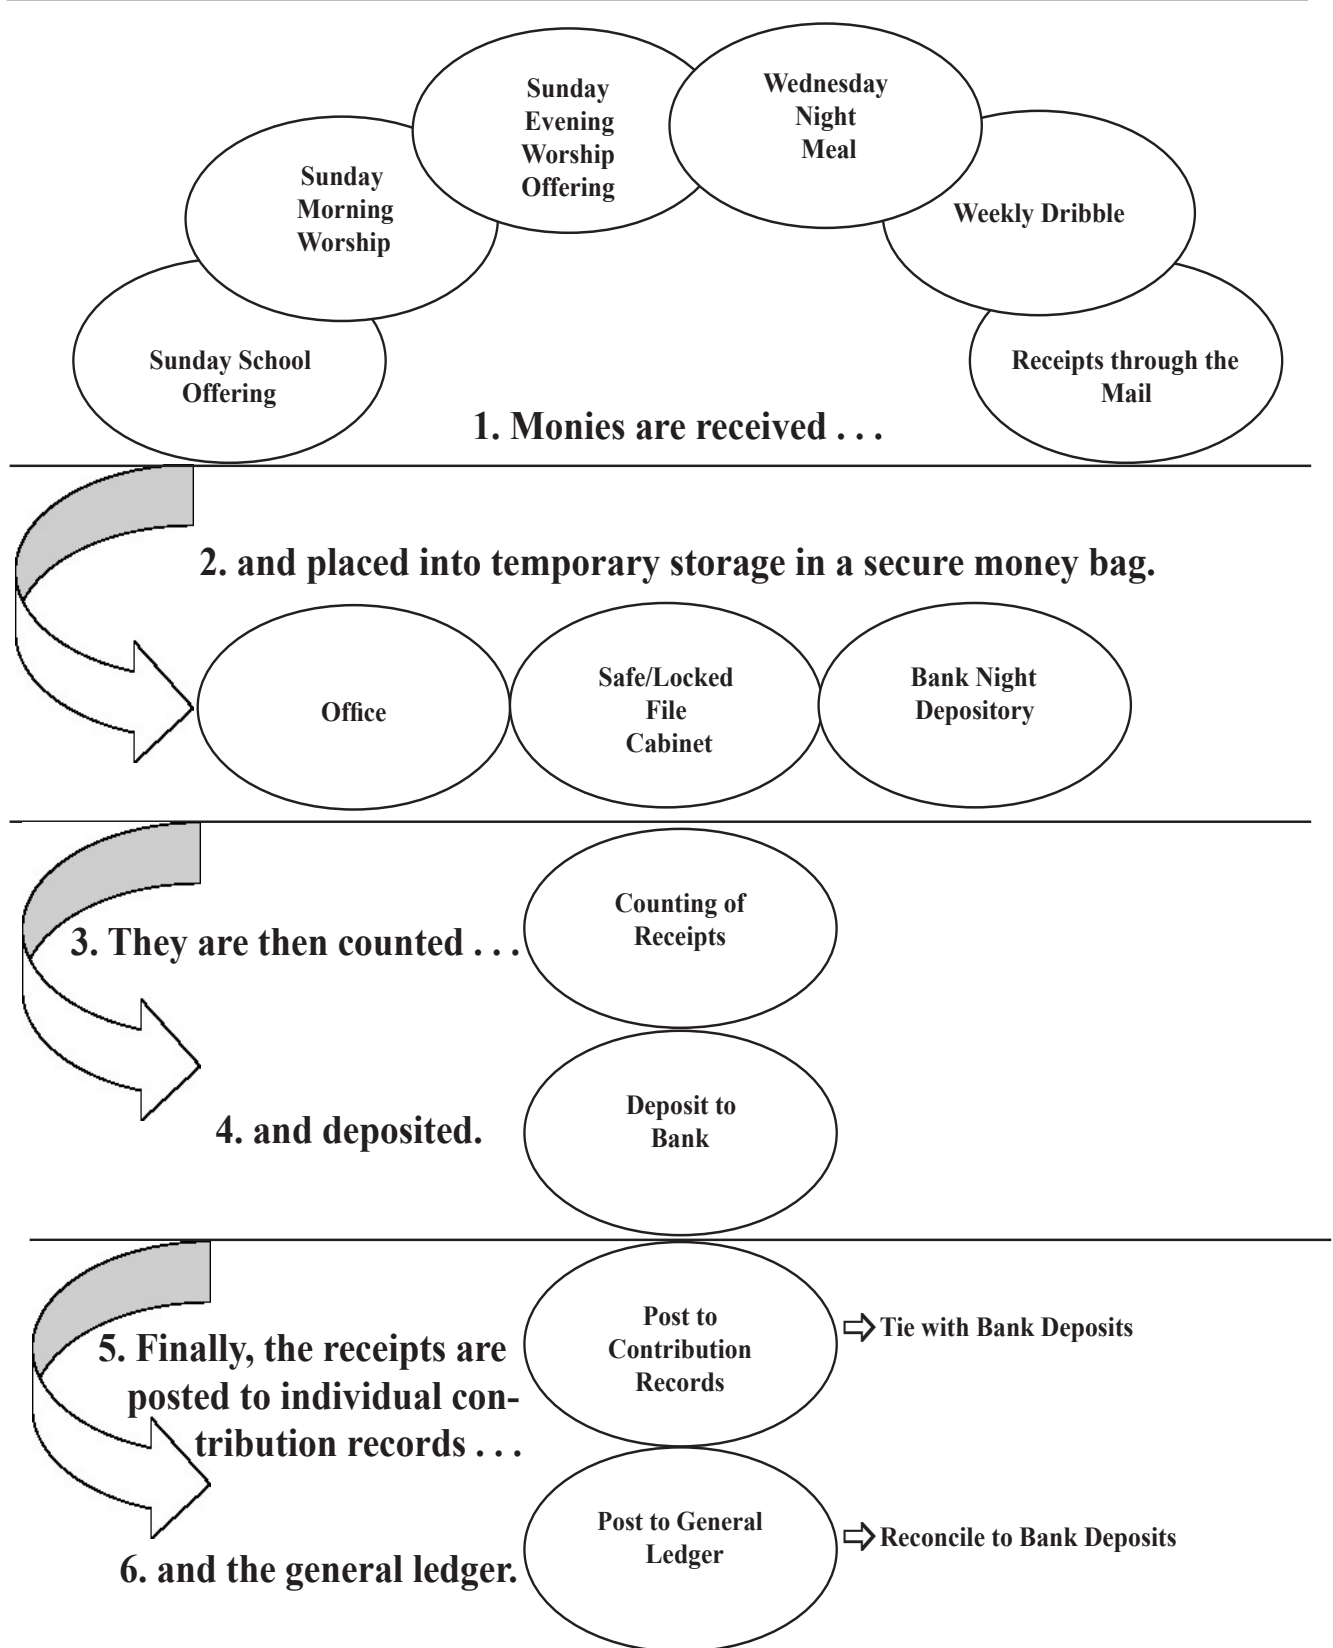 Sunday
Evening
Worship
Offering
Wednesday
Night
Meal
Sunday
Morning
Worship
Weekly Dribble
Sunday School
Offering
Receipts through the
Mail
1. Monies are received . . .
2. and placed into temporary storage in a secure money bag.
Office
Safe/Locked
File
Cabinet
Bank Night
Depository
3. They are then counted . . .
Counting of
Receipts
4. and deposited.
Deposit to
Bank
5. Finally, the receipts are
posted to individual con-
tribution records . . .
Post to
Contribution
Records
Tie with Bank Deposits
6. and the general ledger.
Post to General
Ledger
Reconcile to Bank Deposits